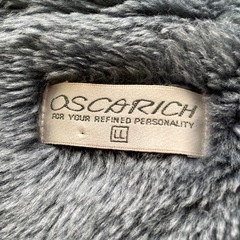 OSCARICH
FOR YOUR REFINED PERSONALITY
LL